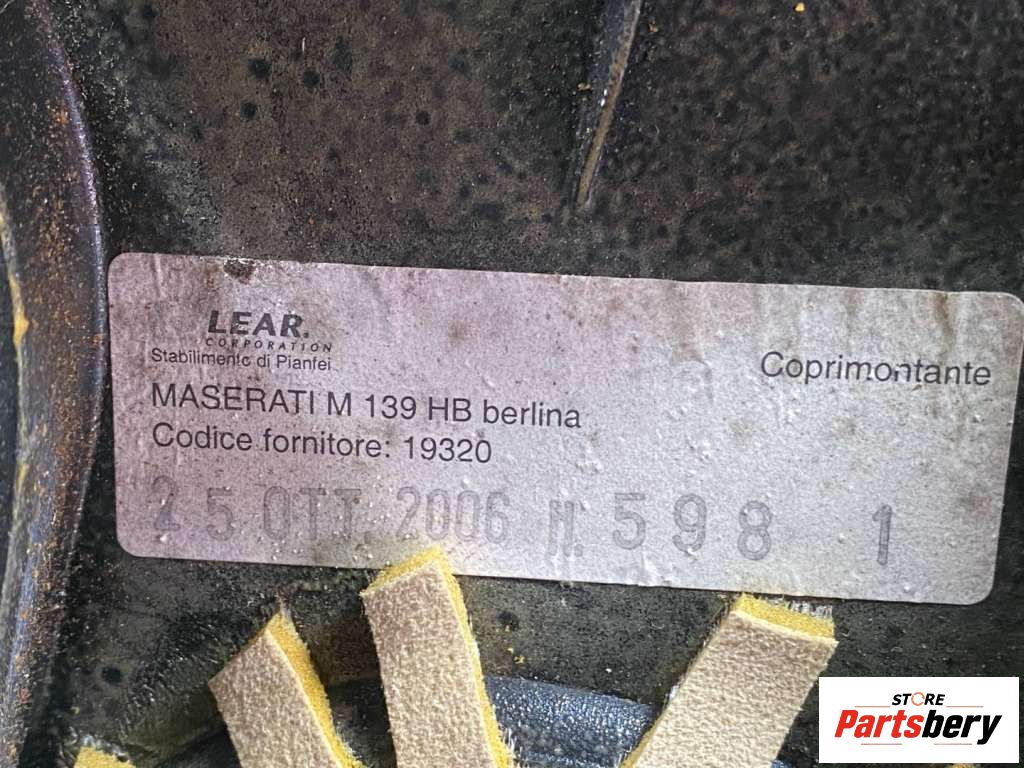 LEAR.
CORPORATION
Stabilimento di Pianfei
Coprimontante
MASERATI M 139 HB berlina
Codice fornitore: 19320
25 OTT. 2006 N. 598 1
STORE
Partsbery